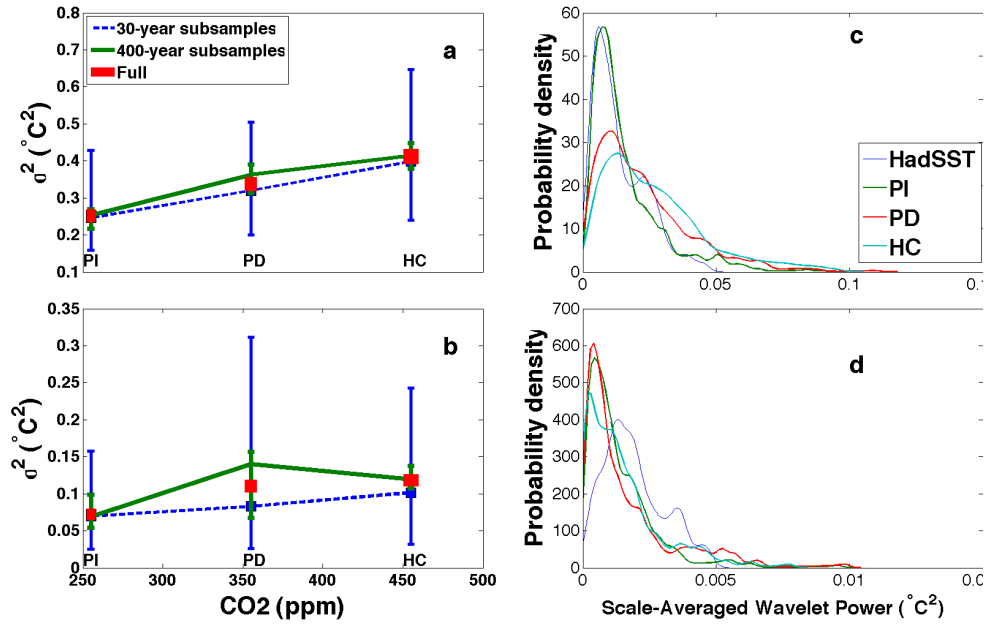 0.8
0.7
0.6
0.5
0.4
0.3
0.2
0.1
σ² (°C²)
30-year subsamples
400-year subsamples
Full
a
PI
PD
HC
60
50
40
30
20
10
0
Probability density
c
HadSST
PI
PD
HC
0
0.05
0.1
0.35
0.3
0.25
0.2
0.15
0.1
0.05
0
σ² (°C²)
b
PI
PD
HC
250
300
350
400
450
500
CO2 (ppm)
700
600
500
400
300
200
100
0
Probability density
d
0
0.005
0.01
Scale-Averaged Wavelet Power (°C²)